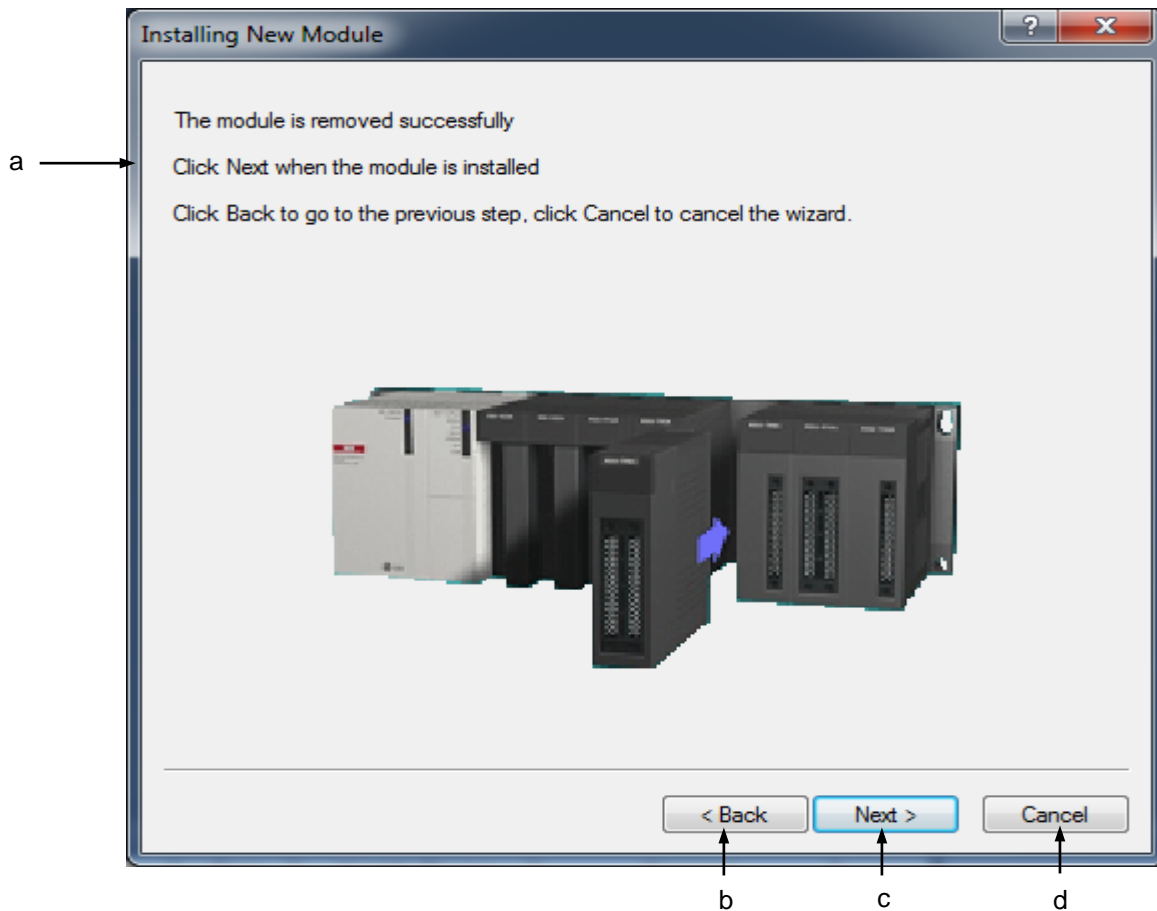 Installing New Module
The module is removed successfully
Click Next when the module is installed
Click Back to go to the previous step, click Cancel to cancel the wizard.
a
< Back
Next >
Cancel
b
c
d